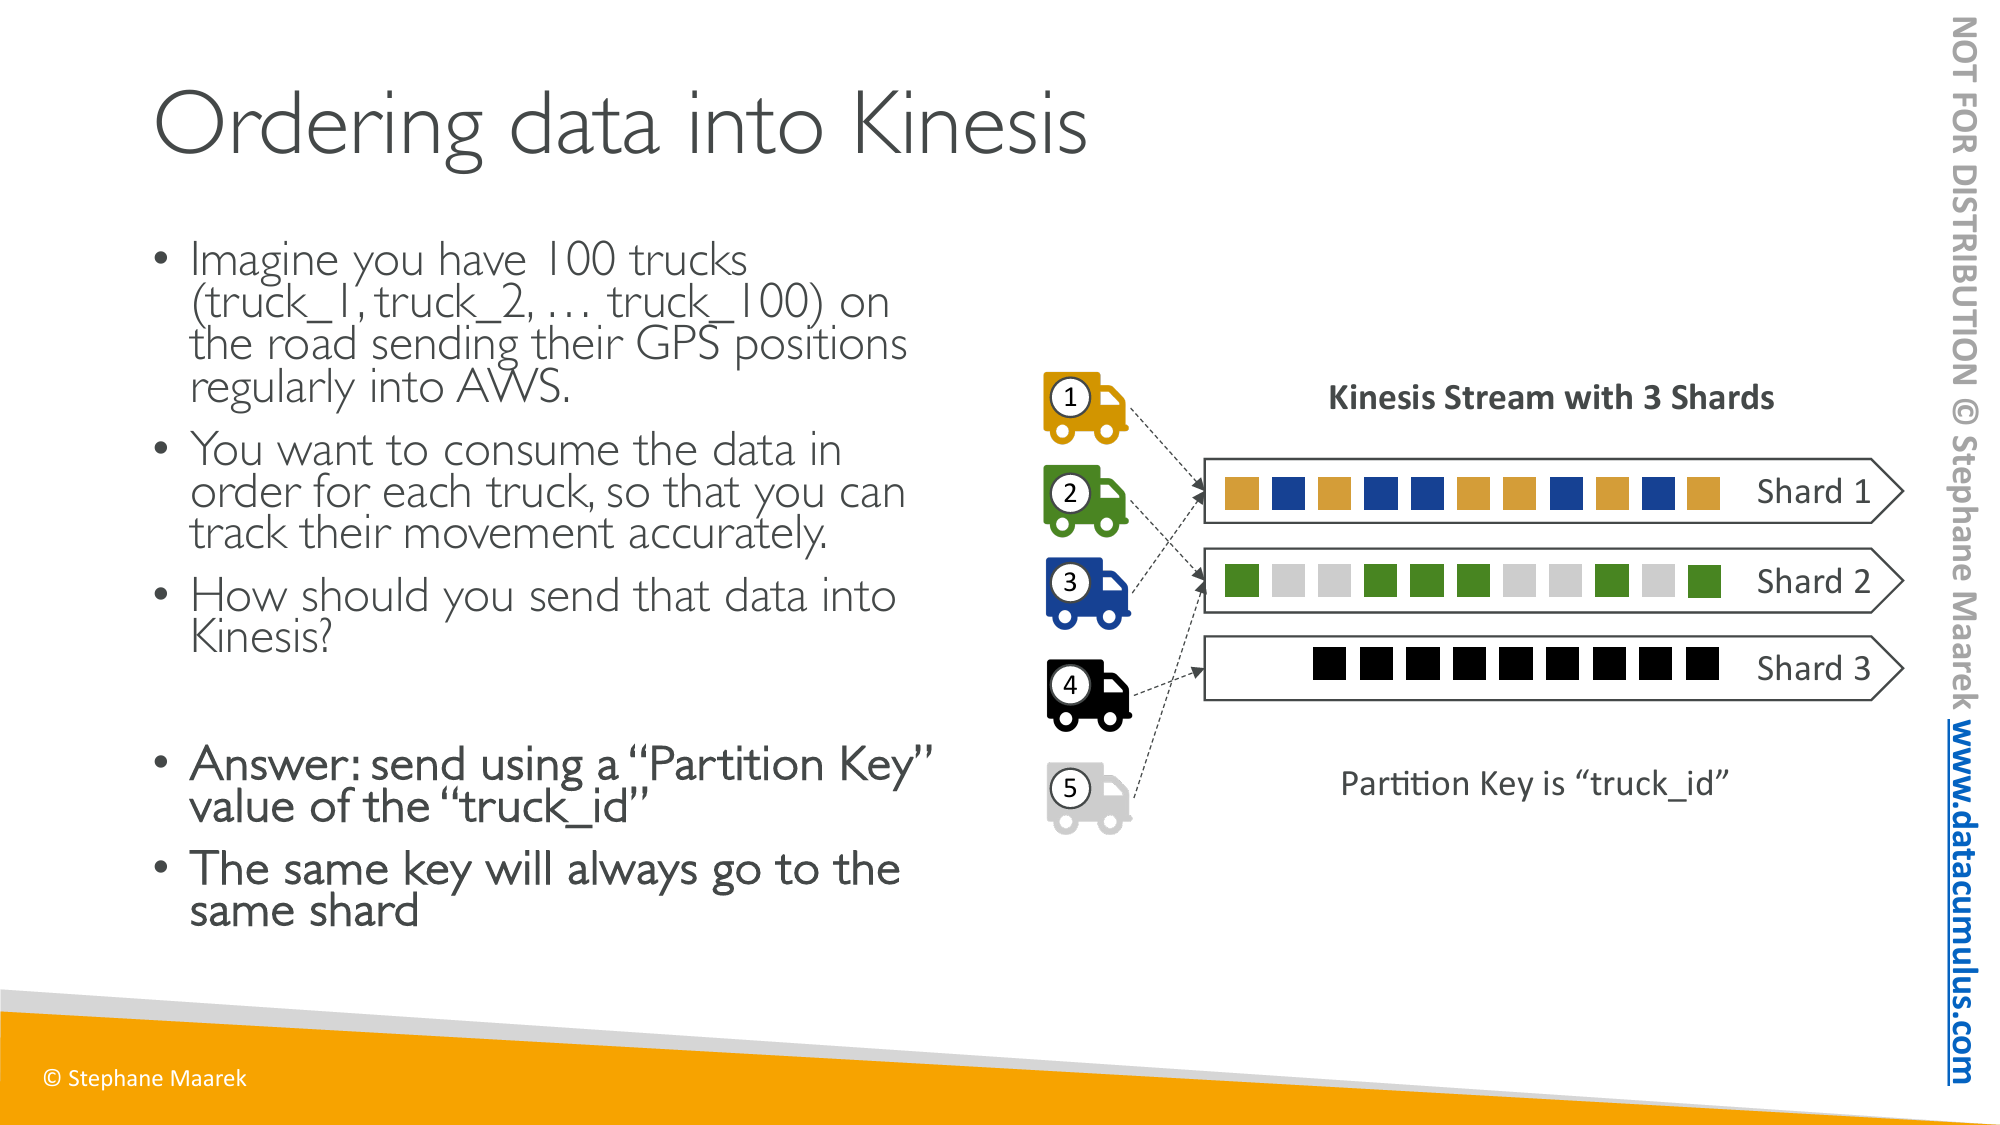 Ordering data into Kinesis
• Imagine you have 100 trucks
(truck_1, truck_2, … truck_100) on
the road sending their GPS positions
regularly into AWS.
• You want to consume the data in
order for each truck, so that you can
track their movement accurately.
• How should you send that data into
Kinesis?
• Answer: send using a “Partition Key”
value of the “truck_id”
• The same key will always go to the
same shard
1
2
3
4
5
Kinesis Stream with 3 Shards
Shard 1
Shard 2
Shard 3
Partition Key is “truck_id”
© Stephane Maarek
NOT FOR DISTRIBUTION © Stephane Maarek www.datacumulus.com